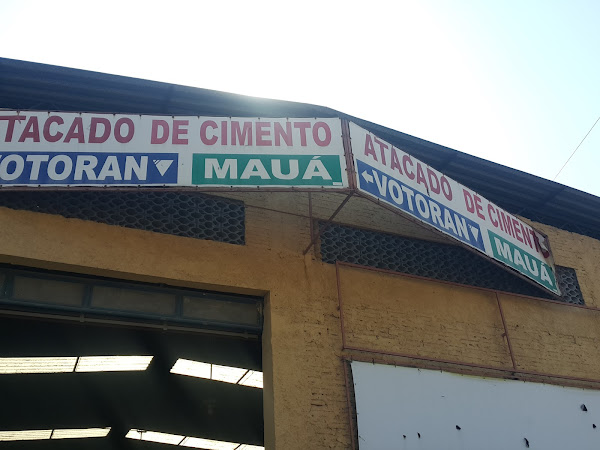 TACADO DE CIMENTO
VOTORAN
MAUÁ
ATACADO DE CIMENT
VOTORAN
MAUÁ